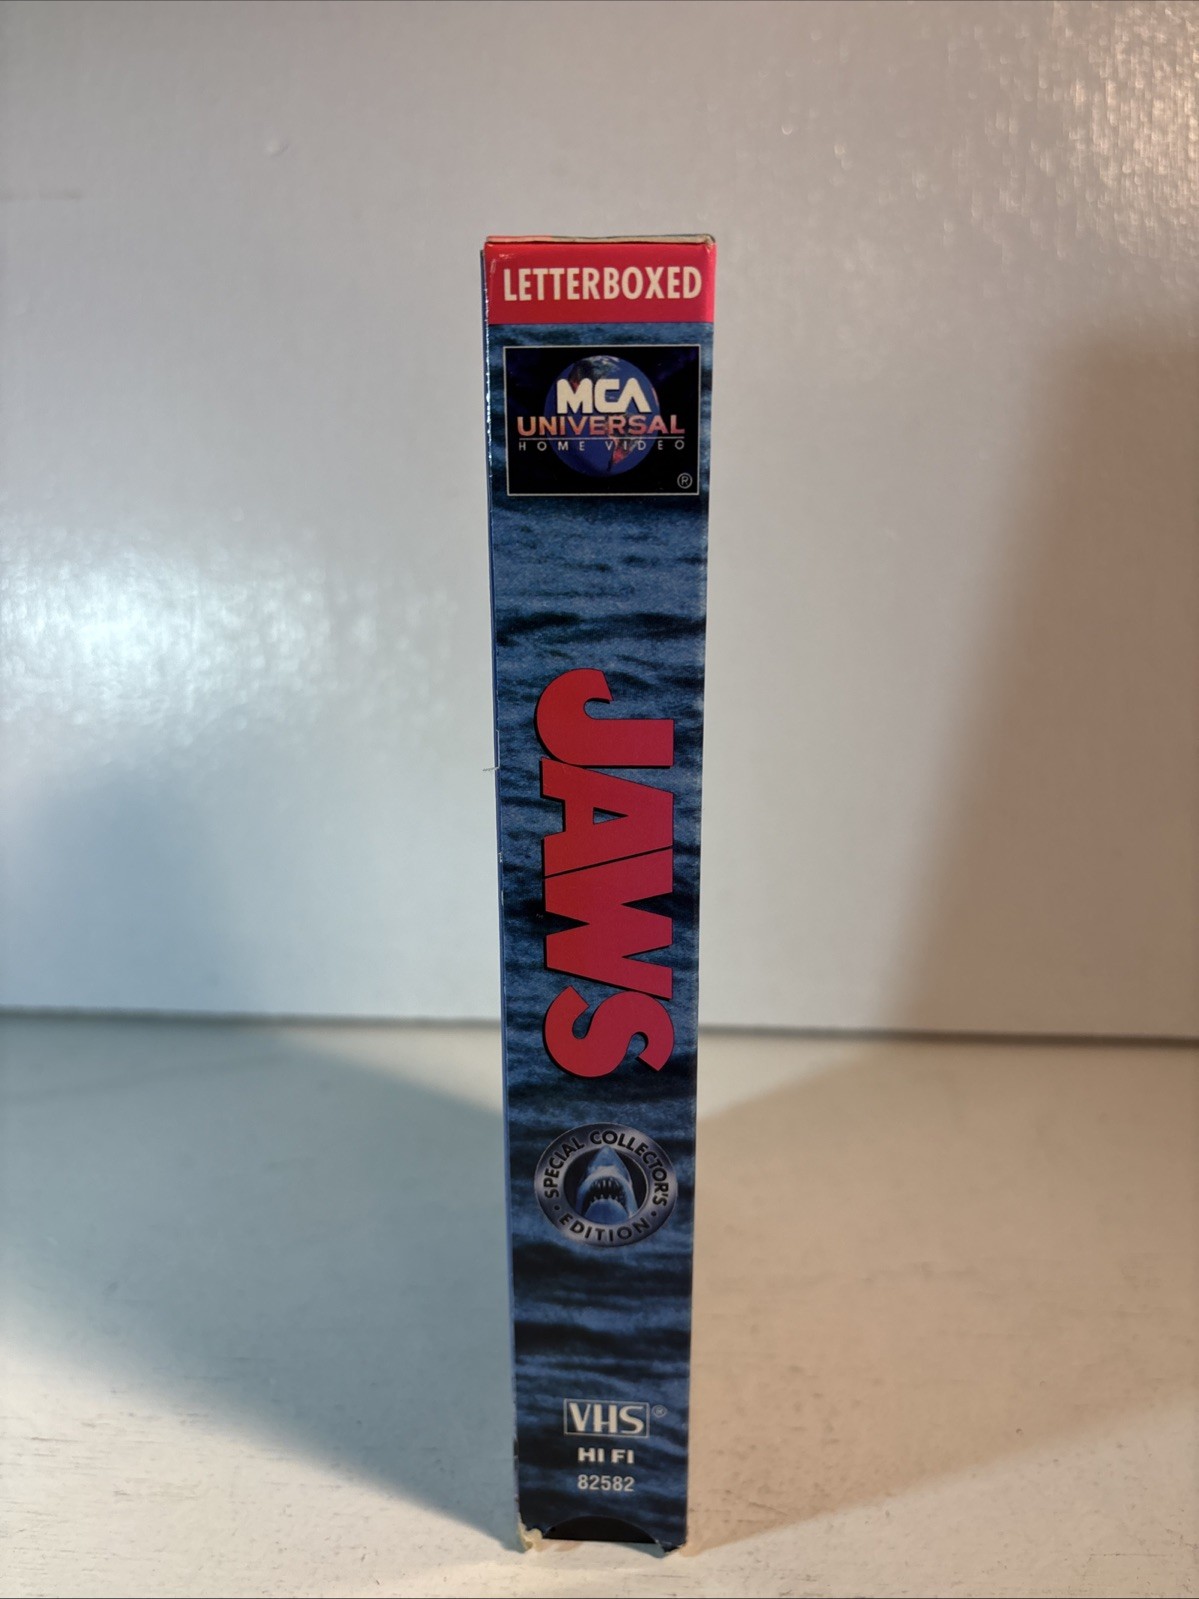 LETTERBOXED
MCA
UNIVERSAL
HOME VIDEO
®
JAWS
SPECIAL COLLECTOR'S
• EDITION •
VHS®
HI FI
82582